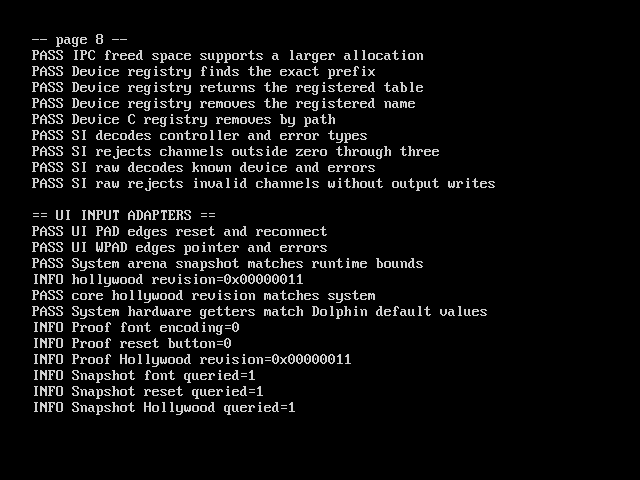 -- page 8 --
PASS IPC freed space supports a larger allocation
PASS Device registry finds the exact prefix
PASS Device registry returns the registered table
PASS Device registry removes the registered name
PASS Device C registry removes by path
PASS SI decodes controller and error types
PASS SI rejects channels outside zero through three
PASS SI raw decodes known device and errors
PASS SI raw rejects invalid channels without output writes
== UI INPUT ADAPTERS ==
PASS UI PAD edges reset and reconnect
PASS UI WPAD edges pointer and errors
PASS System arena snapshot matches runtime bounds
INFO hollywood revision=0x00000011
PASS core hollywood revision matches system
PASS System hardware getters match Dolphin default values
INFO Proof font encoding=0
INFO Proof reset button=0
INFO Proof Hollywood revision=0x00000011
INFO Snapshot font queried=1
INFO Snapshot reset queried=1
INFO Snapshot Hollywood queried=1